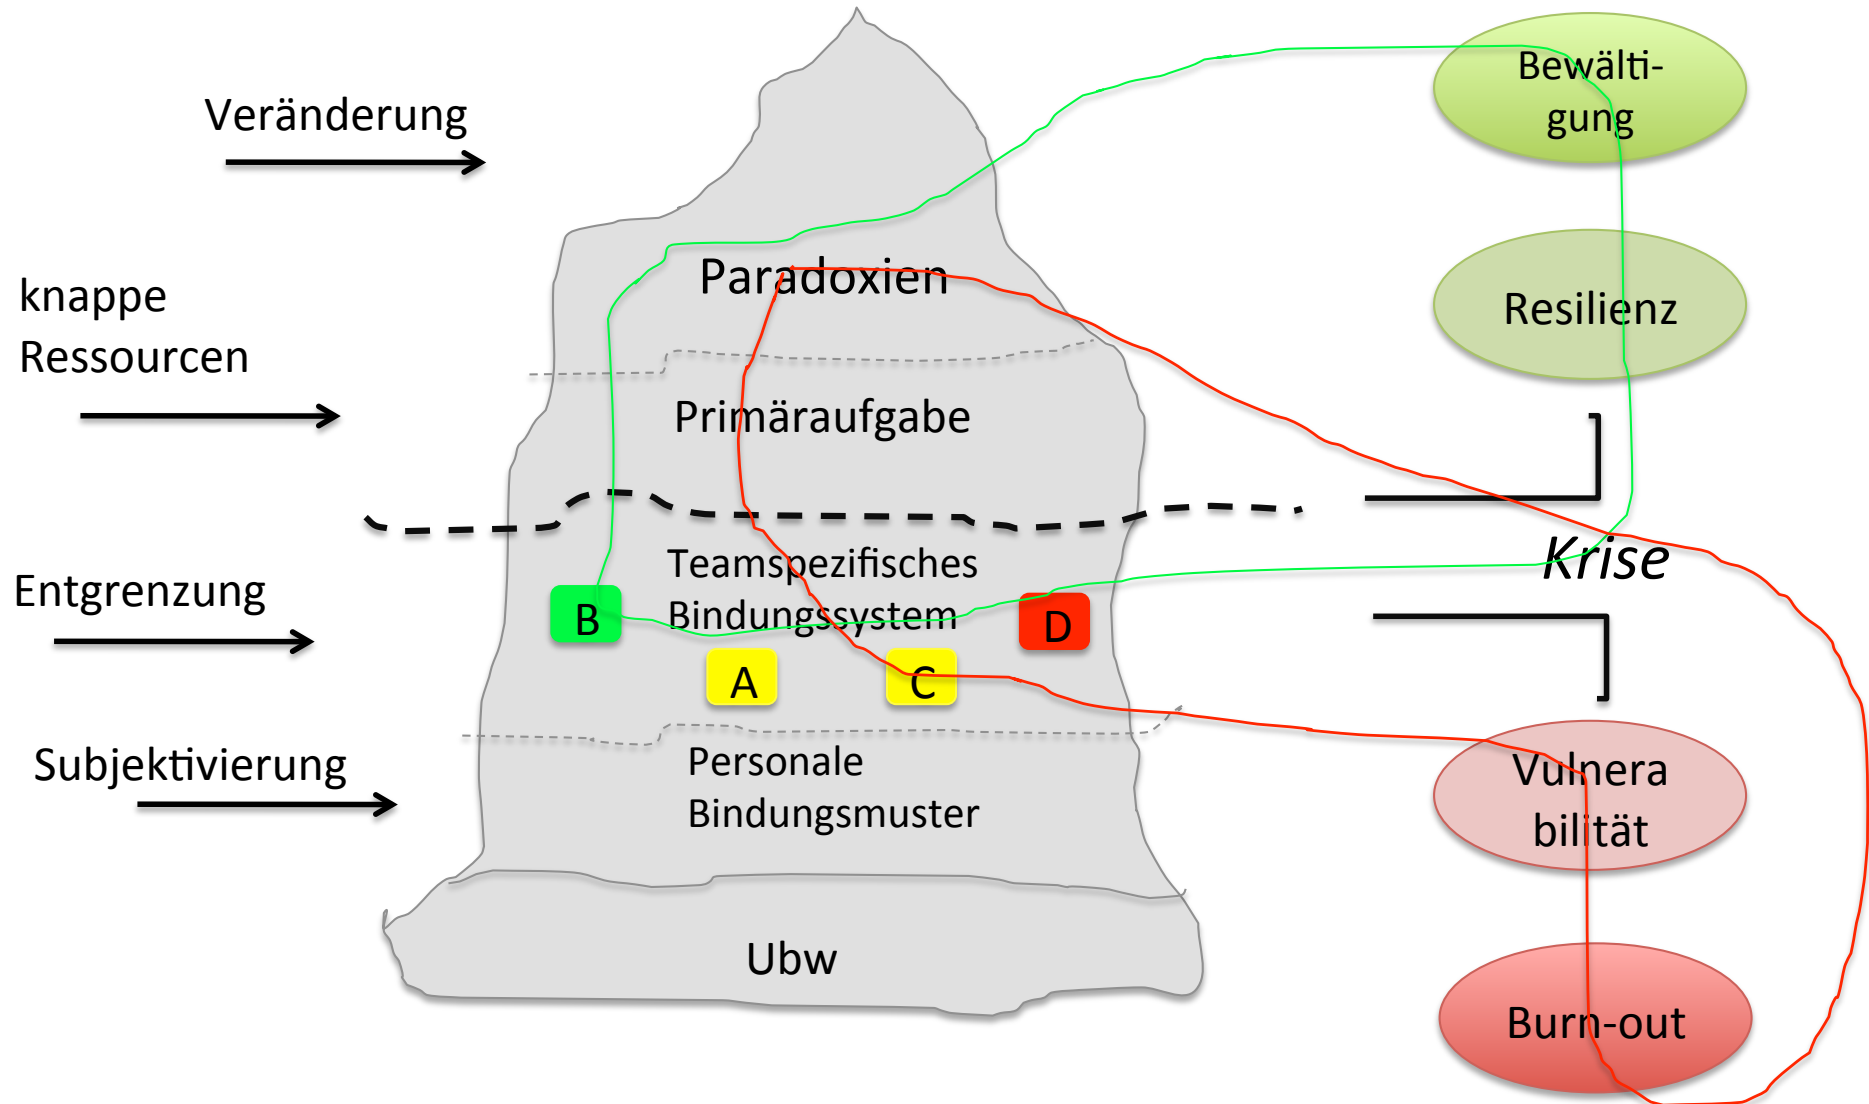 Veränderung
knappe
Ressourcen
Entgrenzung
Subjektivierung
Paradoxien
Primäraufgabe
Teamspezifisches
Bindungssystem
B
D
A
C
Personale
Bindungsmuster
Ubw
Bewälti-
gung
Resilienz
Krise
Vulnera
bilität
Burn-out